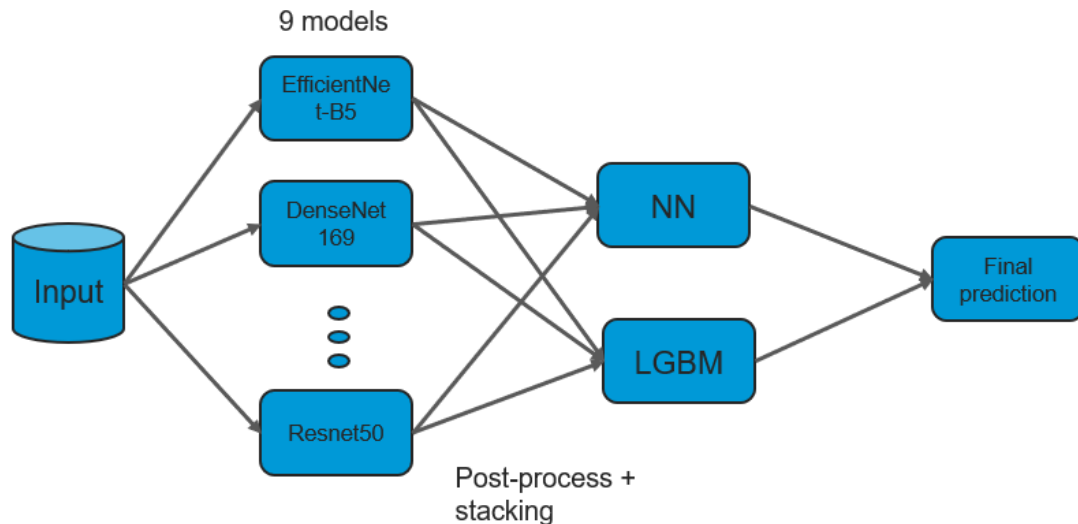 9 models
EfficientNe
t-B5
DenseNet
169
Input
NN
Final
prediction
LGBM
Resnet50
Post-process +
stacking